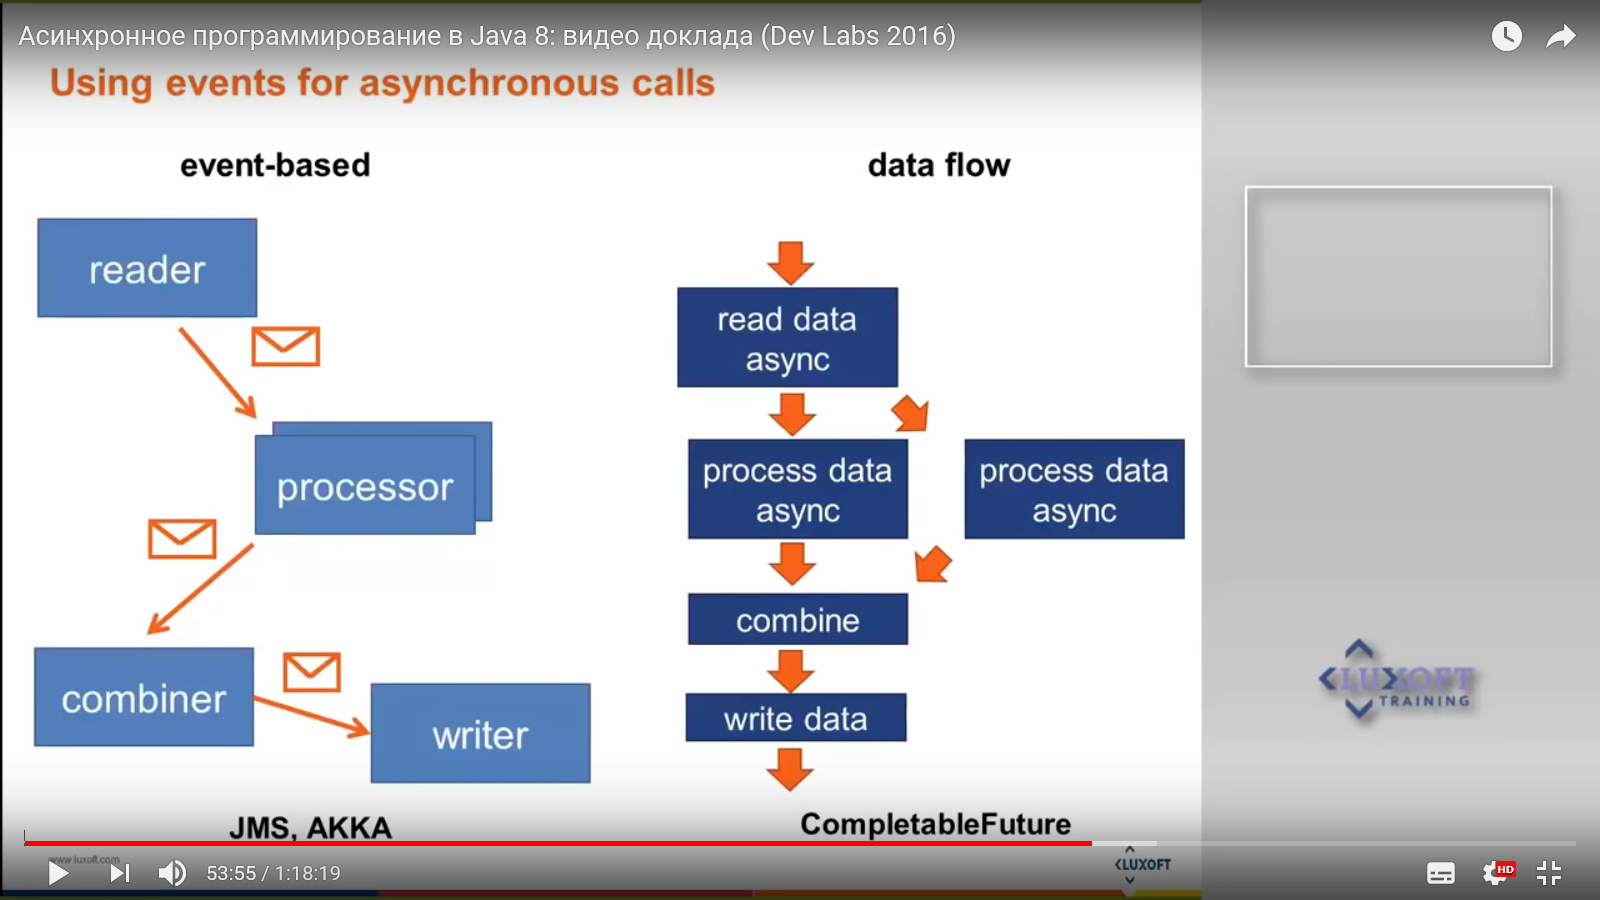 Асинхронное программирование в Java 8: видео доклада (Dev Labs 2016)
Using events for asynchronous calls
event-based
data flow
reader
processor
combiner
writer
JMS, AKKA
read data
async
process data
async
process data
async
combine
write data
CompletableFuture
www.luxoft.com
LUXOFT
LUXOFT
TRAINING
53:55 / 1:18:19
HD